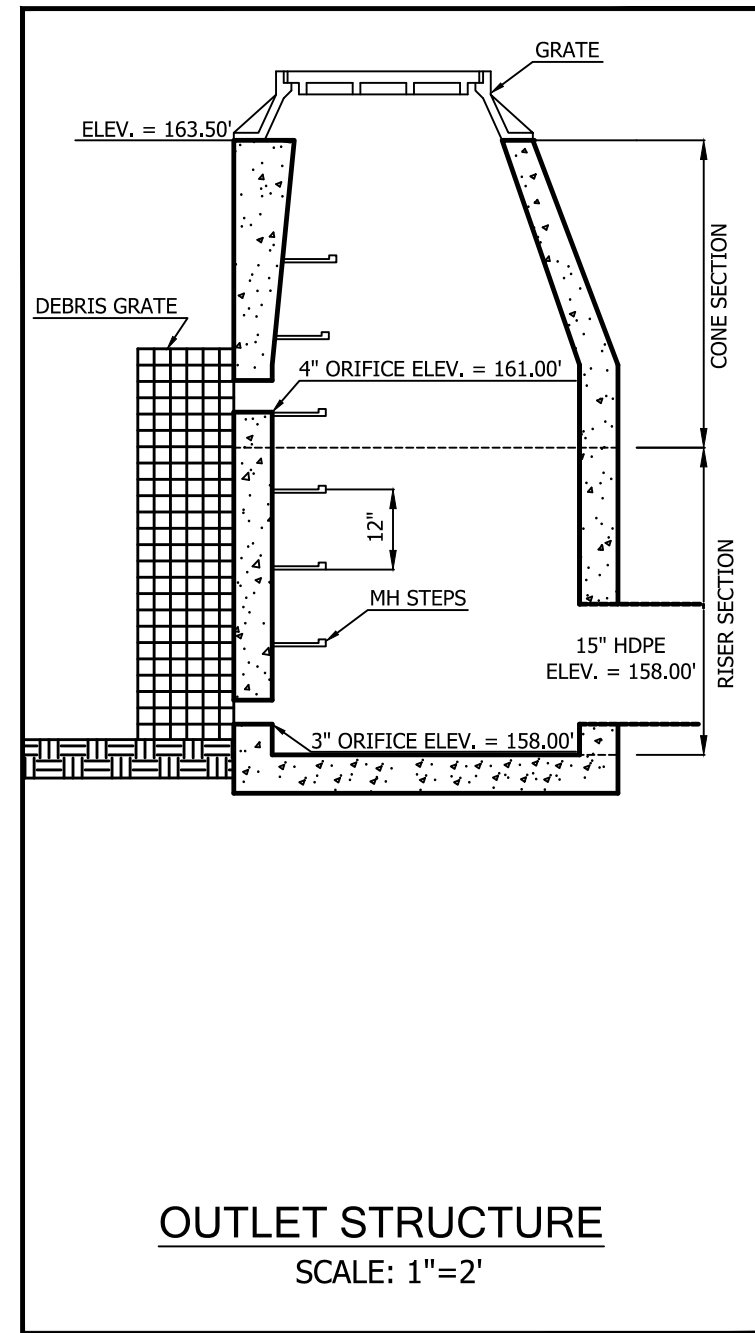 GRATE
ELEV. = 163.50'
CONE SECTION
DEBRIS GRATE
4" ORIFICE ELEV. = 161.00'
12"
MH STEPS
RISER SECTION
15" HDPE
ELEV. = 158.00'
3" ORIFICE ELEV. = 158.00'
OUTLET STRUCTURE
SCALE: 1"=2'